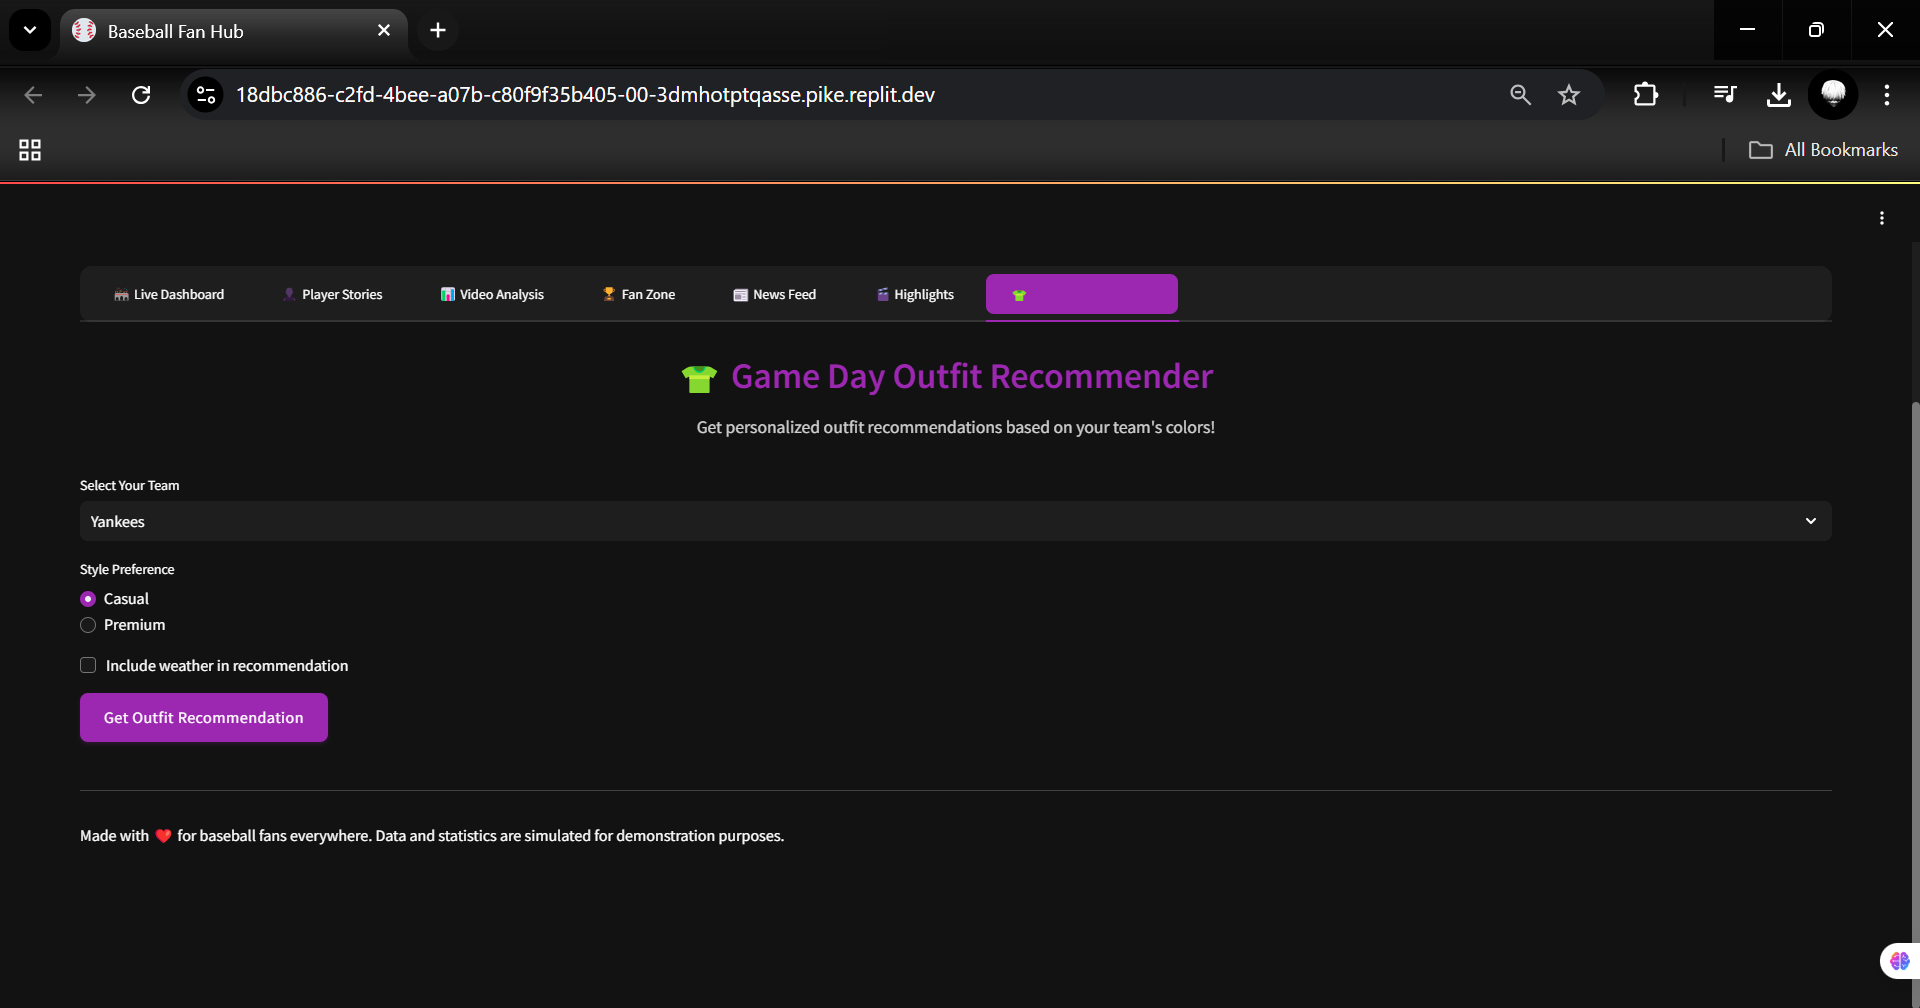 Baseball Fan Hub
18dbc886-c2fd-4bee-a07b-c80f9f35b405-00-3dmhotptqasse.pike.replit.dev
All Bookmarks
Live Dashboard Player Stories Video Analysis Fan Zone News Feed Highlights
Game Day Outfit Recommender
Get personalized outfit recommendations based on your team's colors!
Select Your Team
Yankees
Style Preference
Casual
Premium
Include weather in recommendation
Get Outfit Recommendation
Made with ❤️ for baseball fans everywhere. Data and statistics are simulated for demonstration purposes.